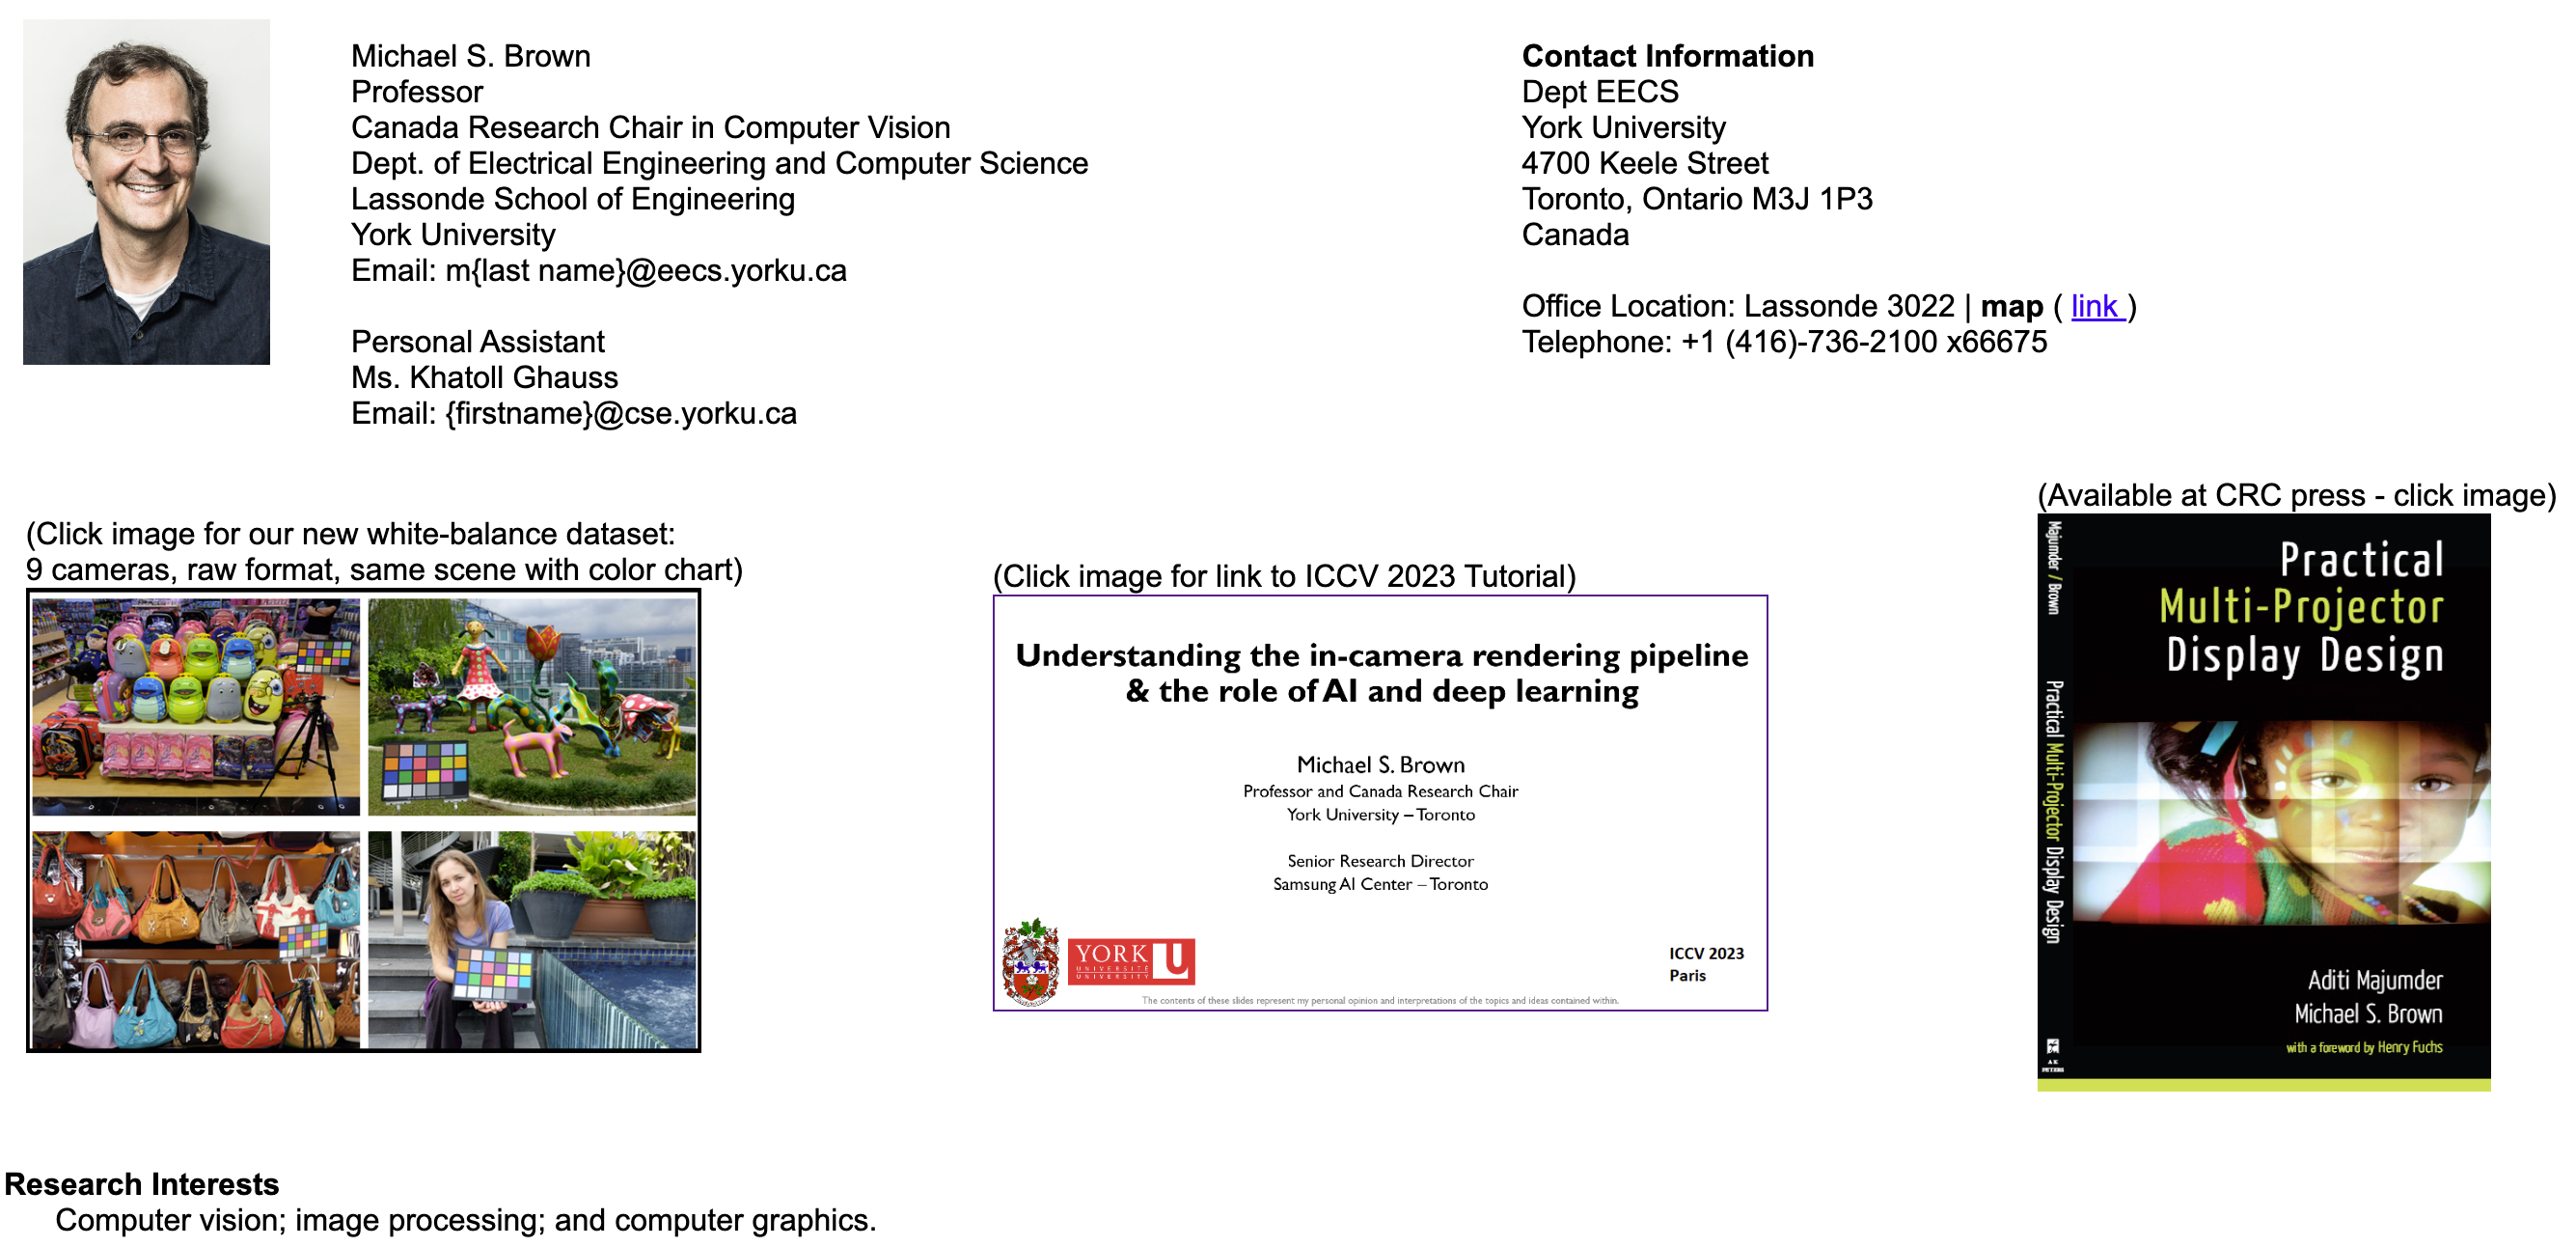 Michael S. Brown
Professor
Canada Research Chair in Computer Vision
Dept. of Electrical Engineering and Computer Science
Lassonde School of Engineering
York University
Email: m{last name}@eecs.yorku.ca
Personal Assistant
Ms. Khatoll Ghauss
Email: {firstname}@cse.yorku.ca
Contact Information
Dept EECS
York University
4700 Keele Street
Toronto, Ontario M3J 1P3
Canada
Office Location: Lassonde 3022 | map ( link )
Telephone: +1 (416)-736-2100 x66675
(Click image for our new white-balance dataset:
9 cameras, raw format, same scene with color chart)
(Click image for link to ICCV 2023 Tutorial)
Understanding the in-camera rendering pipeline
& the role of AI and deep learning
Michael S. Brown
Professor and Canada Research Chair
York University – Toronto
Senior Research Director
Samsung AI Center – Toronto
YORK U
UNIVERSITÉ
UNIVERSITY
ICCV 2023
Paris
The contents of these slides represent my personal opinion and interpretations of the topics and ideas contained within.
(Available at CRC press - click image)
Majumder / Brown
Practical Multi-Projector Display Design
A K
PETERS
Practical
Multi-Projector
Display Design
Aditi Majumder
Michael S. Brown
with a foreword by Henry Fuchs
Research Interests
Computer vision; image processing; and computer graphics.